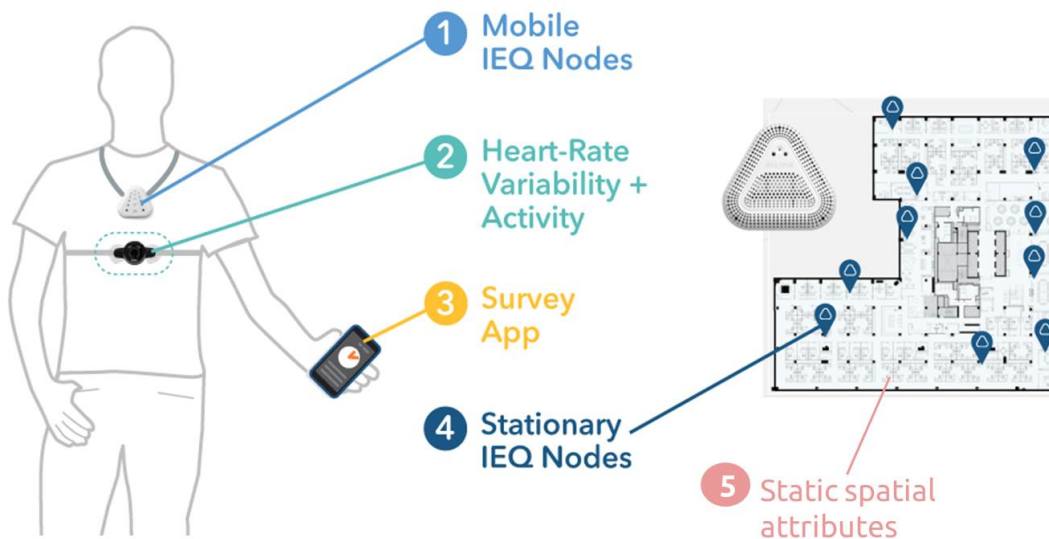 1 Mobile
IEQ Nodes
2 Heart-Rate
Variability +
Activity
3 Survey
App
4 Stationary
IEQ Nodes
5 Static spatial
attributes